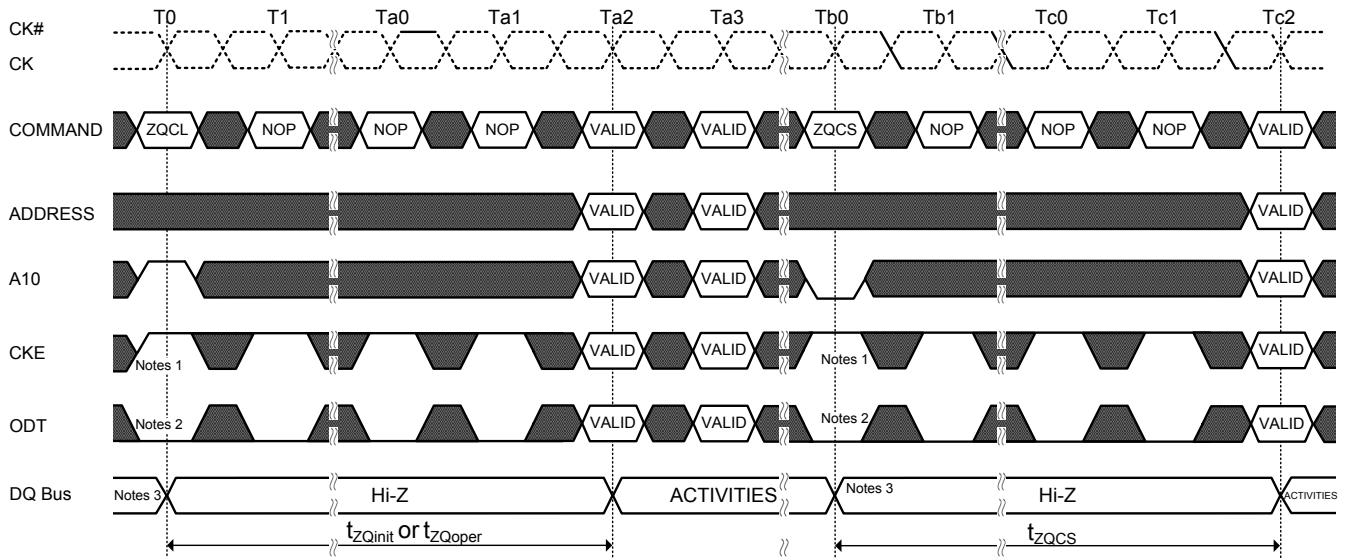 T0 T1 Ta0 Ta1 Ta2 Ta3 Tb0 Tb1 Tc0 Tc1 Tc2
CK#
CK
COMMAND ZQCL NOP NOP NOP VALID VALID ZQCS NOP NOP NOP VALID
ADDRESS VALID VALID VALID
A10 VALID VALID VALID
CKE Notes 1 VALID VALID Notes 1 VALID
ODT Notes 2 VALID VALID Notes 2 VALID
DQ Bus Notes 3 Hi-Z ACTIVITIES Notes 3 Hi-Z ACTIVITIES
tZQinit or tZQoper tZQCS